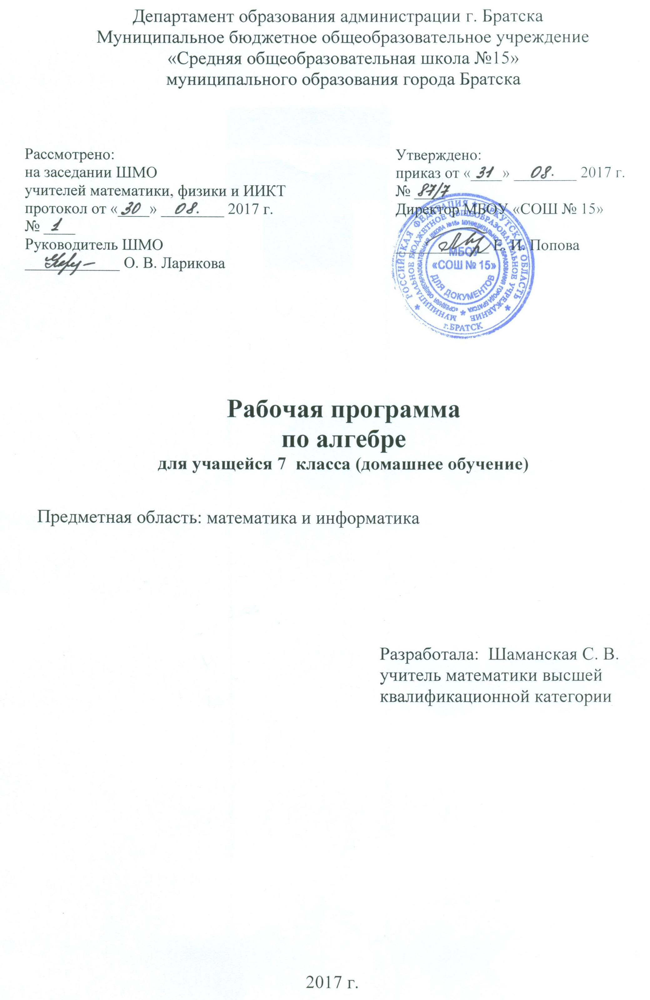 Департамент образования администрации г. Братска
Муниципальное бюджетное общеобразовательное учреждение
«Средняя общеобразовательная школа №15»
муниципального образования города Братска
Рассмотрено:
на заседании ШМО
учителей математики, физики и ИИКТ
протокол от «30» 08. 2017 г.
№ 1
Руководитель ШМО
О. В. Ларикова
Утверждено:
приказ от «31» 08. 2017 г.
№ 87/7
Директор МБОУ «СОШ № 15»
Е. И. Попова
* РОССИЙСКАЯ ФЕДЕРАЦИЯ * ИРКУТСКАЯ ОБЛАСТЬ *
г.БРАТСК
МУНИЦИПАЛЬНОЕ БЮДЖЕТНОЕ ОБЩЕОБРАЗОВАТЕЛЬНОЕ УЧРЕЖДЕНИЕ
«СРЕДНЯЯ ОБЩЕОБРАЗОВАТЕЛЬНАЯ ШКОЛА №15» МУНИЦИПАЛЬНОГО ОБРАЗОВАНИЯ ГОРОДА БРАТСКА *
МБОУ
«СОШ № 15»
ДЛЯ ДОКУМЕНТОВ
Рабочая программа
по алгебре
для учащейся 7 класса (домашнее обучение)
Предметная область: математика и информатика
Разработала: Шаманская С. В.
учитель математики высшей
квалификационной категории
2017 г.